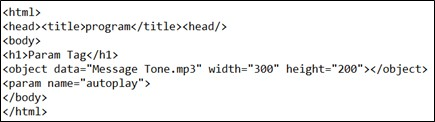 <html>
<head><title>program</title><head/>
<body>
<h1>Param Tag</h1>
<object data="Message Tone.mp3" width="300" height="200"></object>
<param name="autoplay">
</body>
</html>